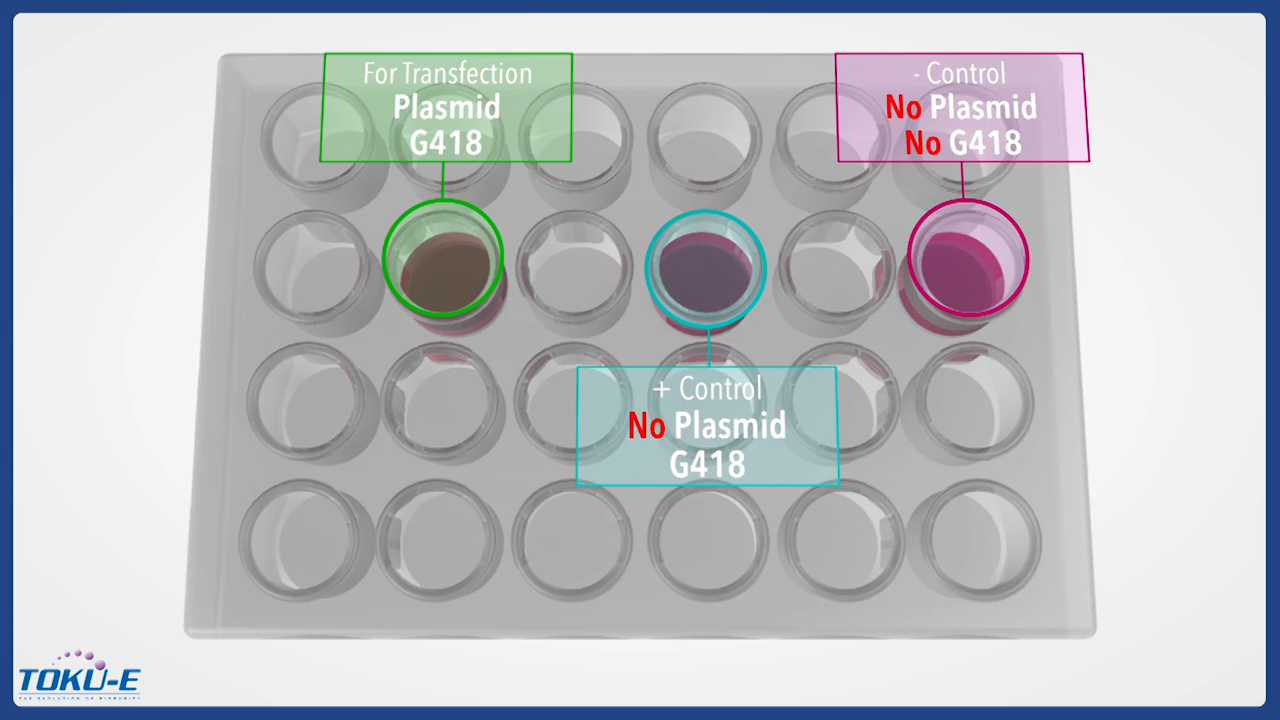 For Transfection
Plasmid
G418
- Control
No Plasmid
No G418
+ Control
No Plasmid
G418
TOKU-E